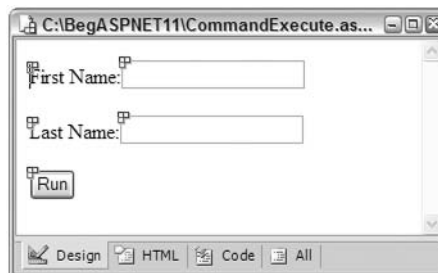 C:\BegASPNET11\CommandExecute.as...
First Name:
Last Name:
Run
Design HTML Code All